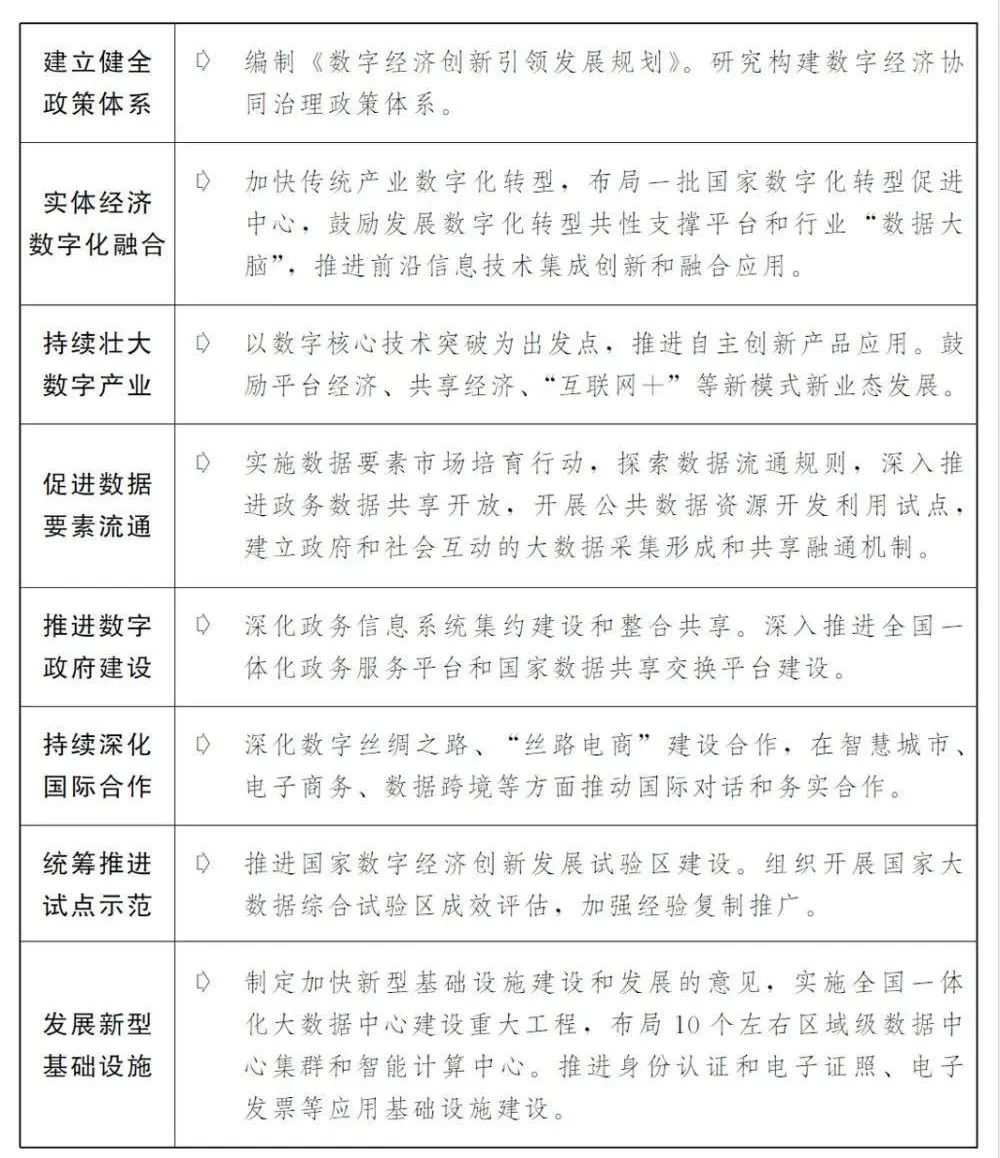 建立健全
政策体系
编制《数字经济创新引领发展规划》。研究构建数字经济协
同治理政策体系。
实体经济
数字化融合
加快传统产业数字化转型，布局一批国家数字化转型促进
中心，鼓励发展数字化转型共性支撑平台和行业“数据大
脑”，推进前沿信息技术集成创新和融合应用。
持续壮大
数字产业
以数字核心技术突破为出发点，推进自主创新产品应用。鼓
励平台经济、共享经济、“互联网＋”等新模式新业态发展。
促进数据
要素流通
实施数据要素市场培育行动，探索数据流通规则，深入推
进政务数据共享开放，开展公共数据资源开发利用试点，
建立政府和社会互动的大数据采集形成和共享融通机制。
推进数字
政府建设
深化政务信息系统集约建设和整合共享。深入推进全国一
体化政务服务平台和国家数据共享交换平台建设。
持续深化
国际合作
深化数字丝绸之路、“丝路电商”建设合作，在智慧城市、
电子商务、数据跨境等方面推动国际对话和务实合作。
统筹推进
试点示范
推进国家数字经济创新发展试验区建设。组织开展国家大
数据综合试验区成效评估，加强经验复制推广。
发展新型
基础设施
制定加快新型基础设施建设和发展的意见，实施全国一体
化大数据中心建设重大工程，布局10个左右区域级数据中
心集群和智能计算中心。推进身份认证和电子证照、电子
发票等应用基础设施建设。